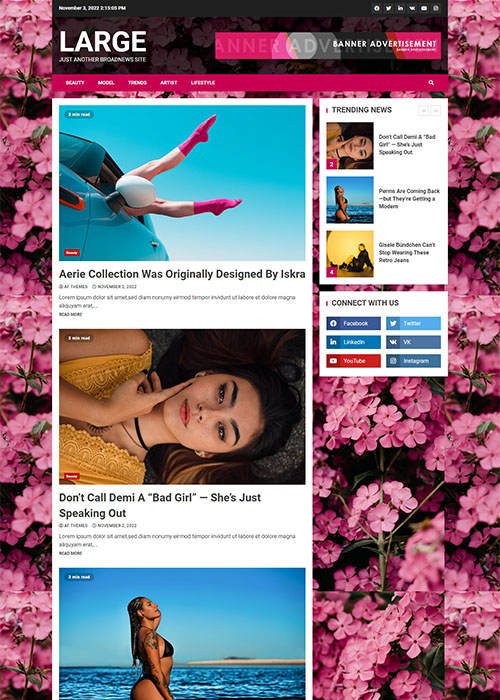 November 3, 2022 2:15:05 PM
LARGE
JUST ANOTHER BROADNEWS SITE
BANNER ADVERTISEMENT
BANNER ADVERTISEMENT
BEAUTY MODEL TRENDS ARTIST LIFESTYLE
3 min read
Beauty
Aerie Collection Was Originally Designed By Iskra
AF THEMES NOVEMBER 2, 2022
Lorem ipsum dolor sit amet,sed diam nonumy eirmod tempor invidunt ut labore et dolore magna
aliquyam erat,...
READ MORE
3 min read
Beauty
Don't Call Demi A “Bad Girl” — She's Just
Speaking Out
AF THEMES NOVEMBER 2, 2022
Lorem ipsum dolor sit amet,sed diam nonumy eirmod tempor invidunt ut labore et dolore magna
aliquyam erat,...
READ MORE
3 min read
TRENDING NEWS
2
Don't Call Demi A “Bad
Girl” — She's Just
Speaking Out
Perms Are Coming Back
—but They're Getting a
Modern
4
Gisele Bündchen Can't
Stop Wearing These
Retro Jeans
CONNECT WITH US
Facebook Twitter
LinkedIn VK
YouTube Instagram